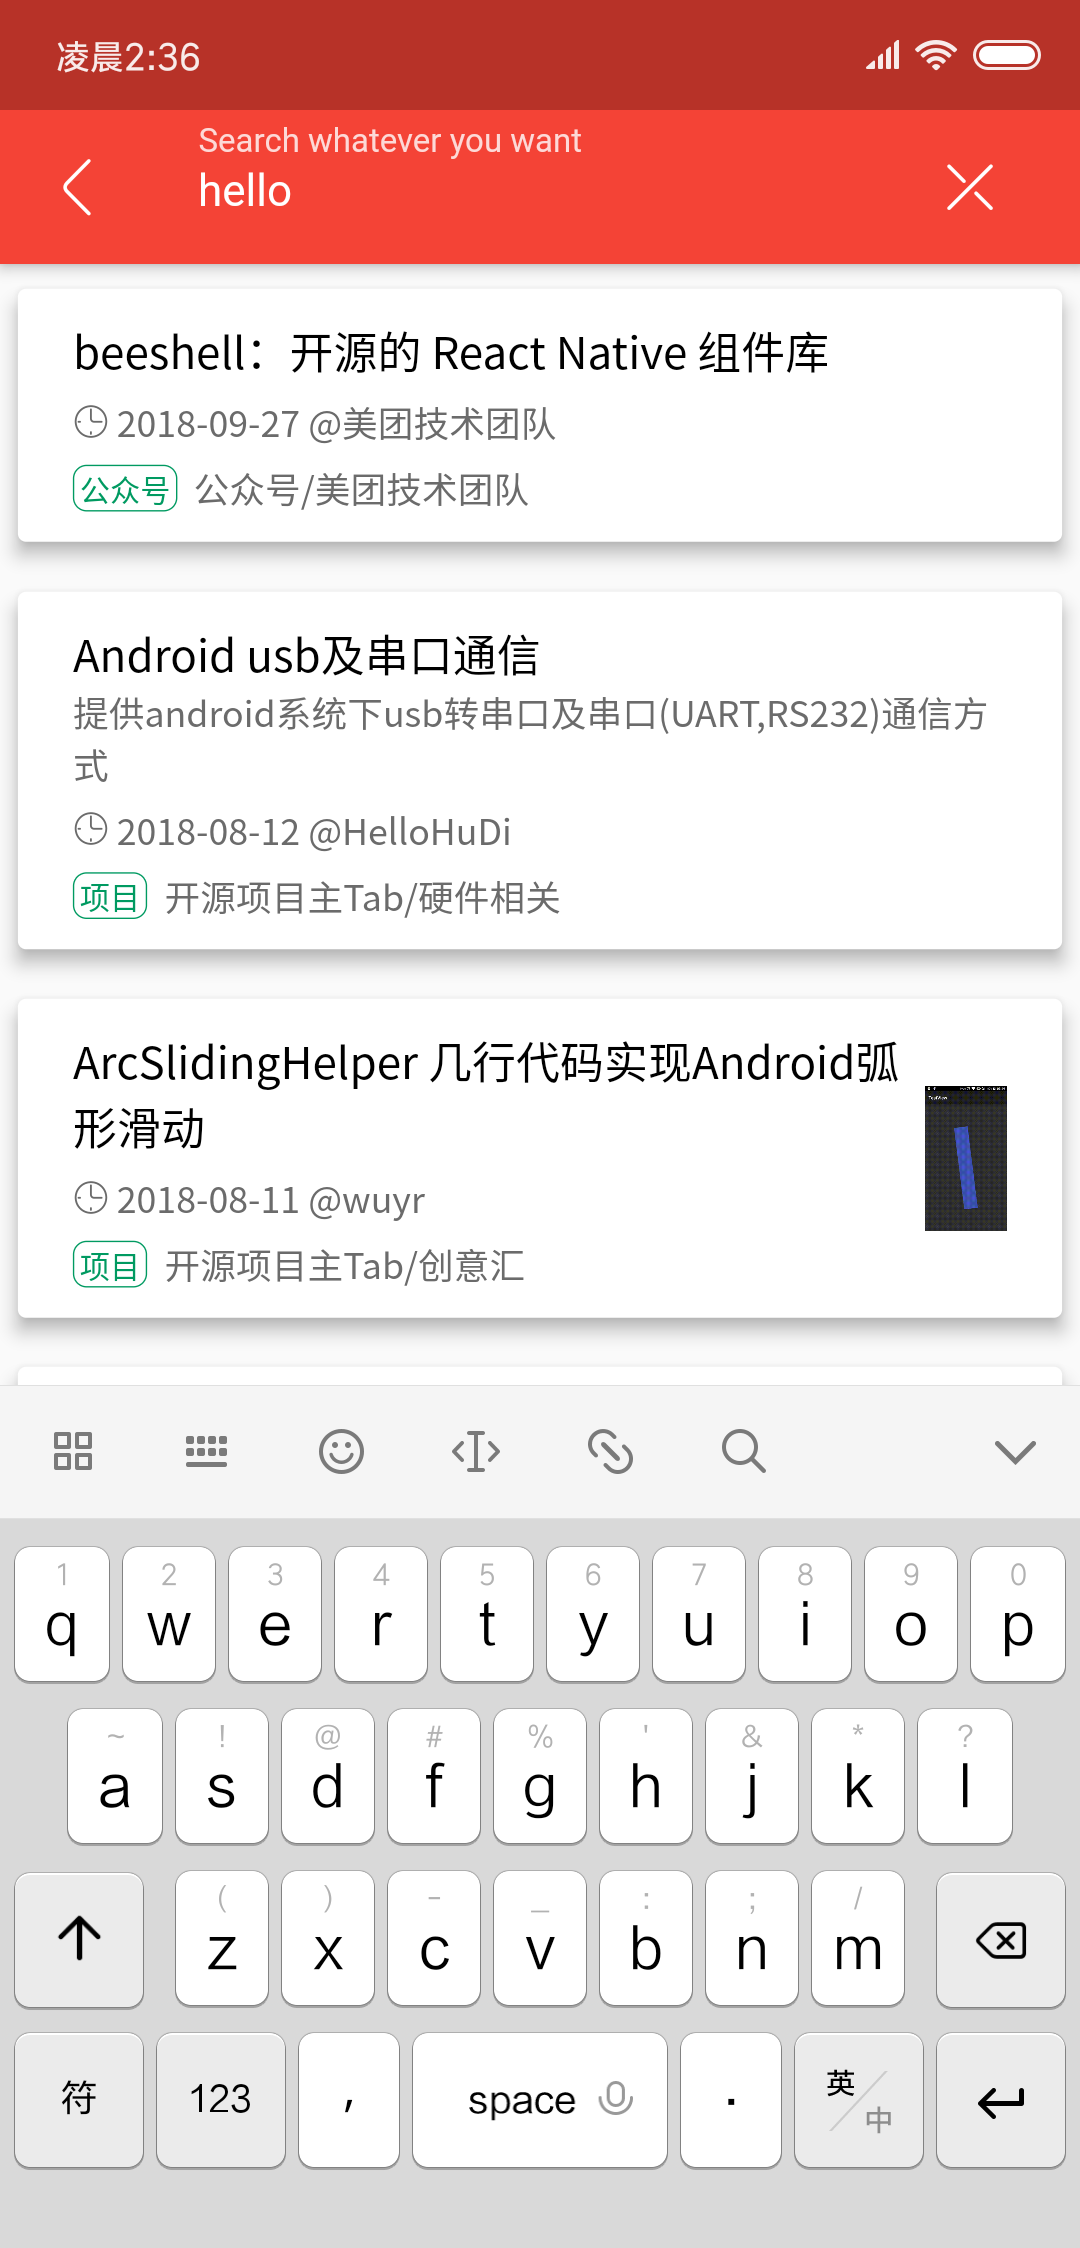 凌晨2:36
Search whatever you want
hello
beeshell：开源的 React Native 组件库
2018-09-27 @美团技术团队
公众号 公众号/美团技术团队
Android usb及串口通信
提供android系统下usb转串口及串口(UART,RS232)通信方
式
2018-08-12 @HelloHuDi
项目 开源项目主Tab/硬件相关
ArcSlidingHelper 几行代码实现Android弧
形滑动
2018-08-11 @wuyr
项目 开源项目主Tab/创意汇
1 2 3 4 5 6 7 8 9 0
q w e r t y u i o p
~ ! @ # % ' & * ?
a s d f g h j k l
( ) - _ : ; /
z x c v b n m
符 123 , space . 英/中